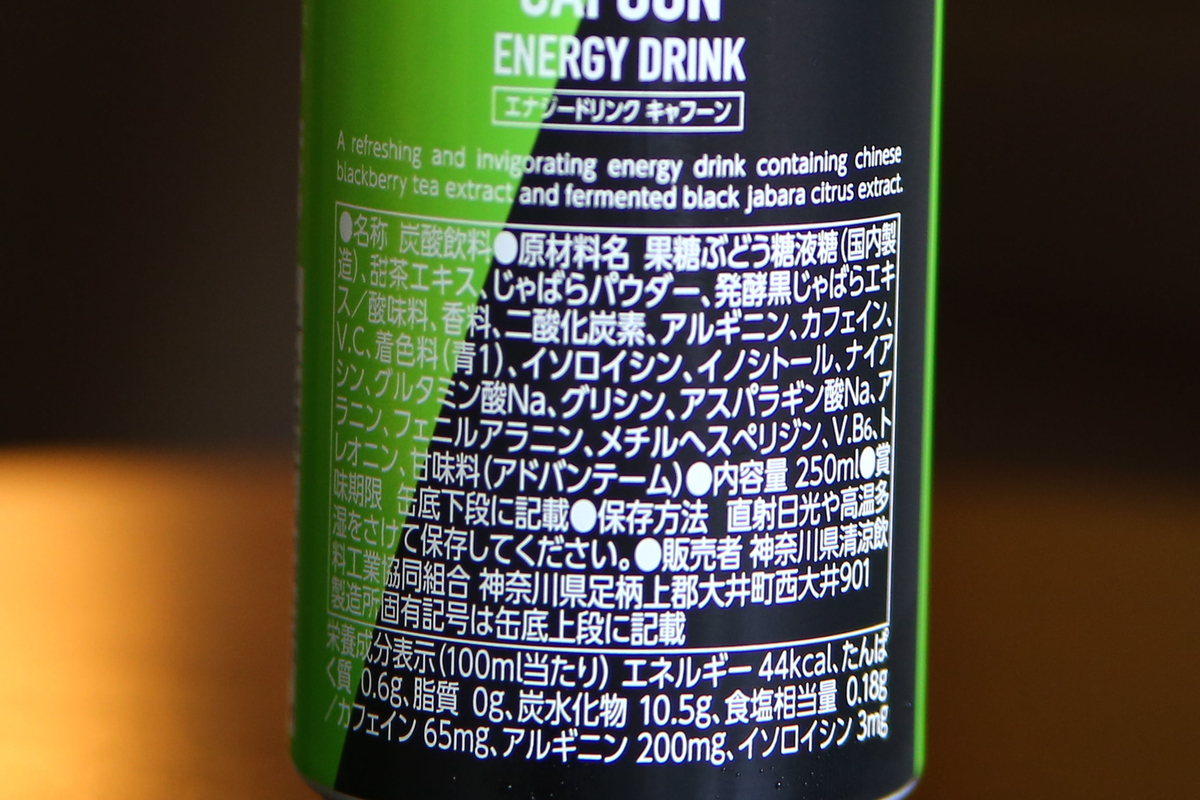 ENERGY DRINK
エナジードリンク キャフーン
A refreshing and invigorating energy drink containing chinese
blackberry tea extract and fermented black jabara citrus extract.
●名称 炭酸飲料●原材料名 果糖ぶどう糖液糖(国内製
造)、甜茶エキス、じゃばらパウダー、発酵黒じゃばらエキ
ス/酸味料、香料、二酸化炭素、アルギニン、カフェイン、
V.C、着色料(青1)、イソロイシン、イノシトール、ナイア
シン、グルタミン酸Na、グリシン、アスパラギン酸Na、ア
ラニン、フェニルアラニン、メチルヘスペリジン、V.B6、ト
レオニン、甘味料(アドバンテーム)●内容量 250ml●賞
味期限 缶底下段に記載●保存方法 直射日光や高温多
湿をさけて保存してください。●販売者 神奈川県清涼飲
料工業協同組合 神奈川県足柄上郡大井町西大井901
製造所固有記号は缶底上段に記載
栄養成分表示(100ml当たり) エネルギー 44kcal、たんぱ
く質 0.6g、脂質 0g、炭水化物 10.5g、食塩相当量 0.18g
/カフェイン 65mg、アルギニン 200mg、イソロイシン 3mg